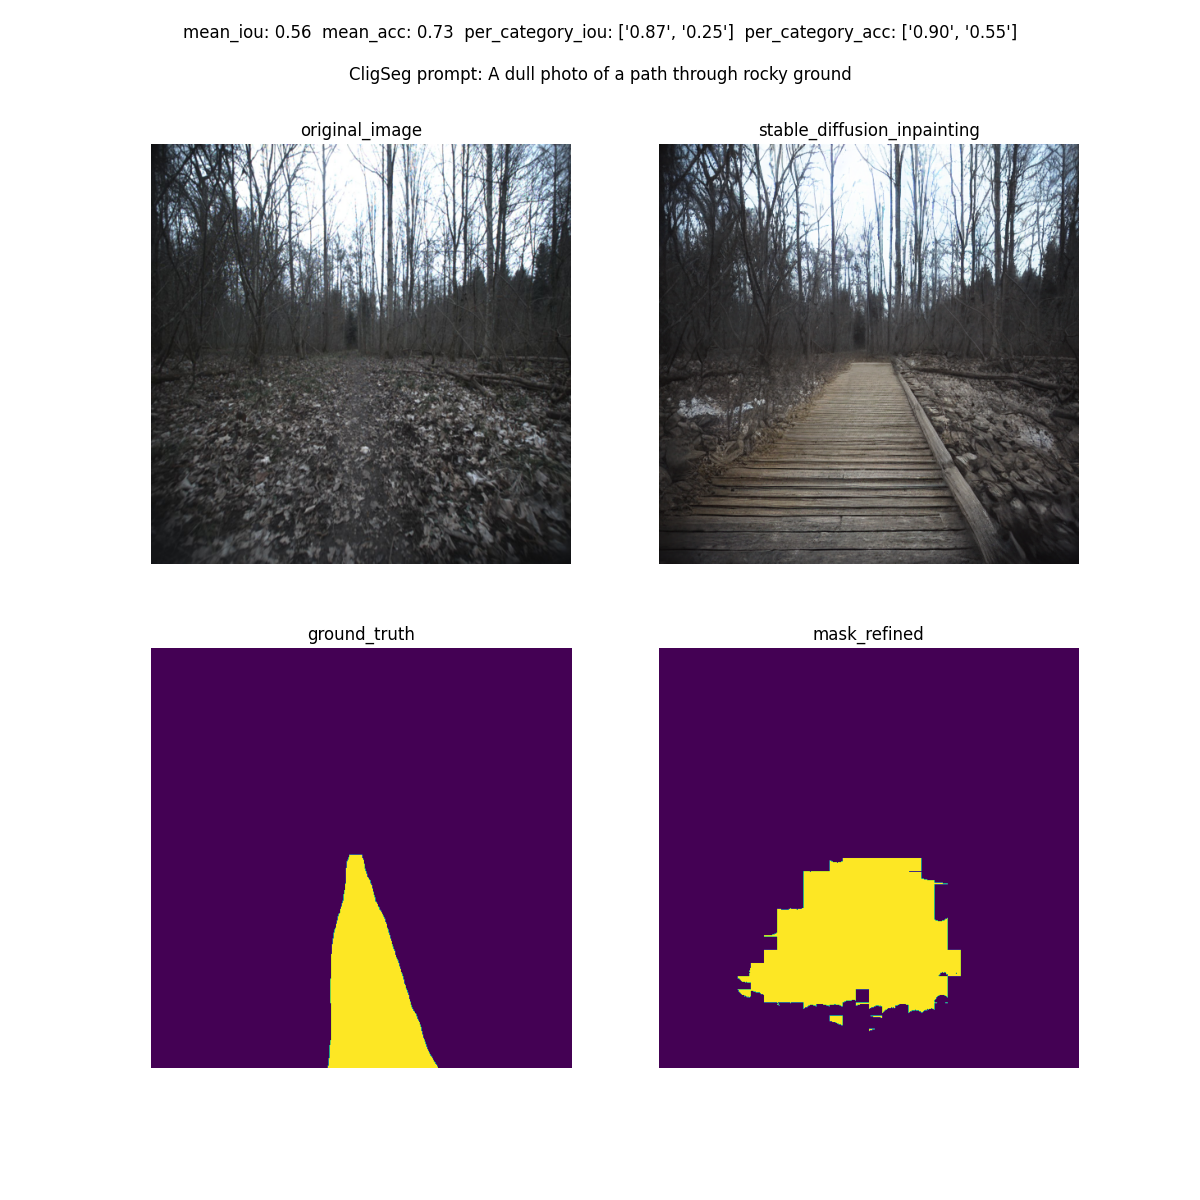 mean_iou: 0.56  mean_acc: 0.73  per_category_iou: ['0.87', '0.25']  per_category_acc: ['0.90', '0.55']
CligSeg prompt: A dull photo of a path through rocky ground
original_image
stable_diffusion_inpainting
ground_truth
mask_refined